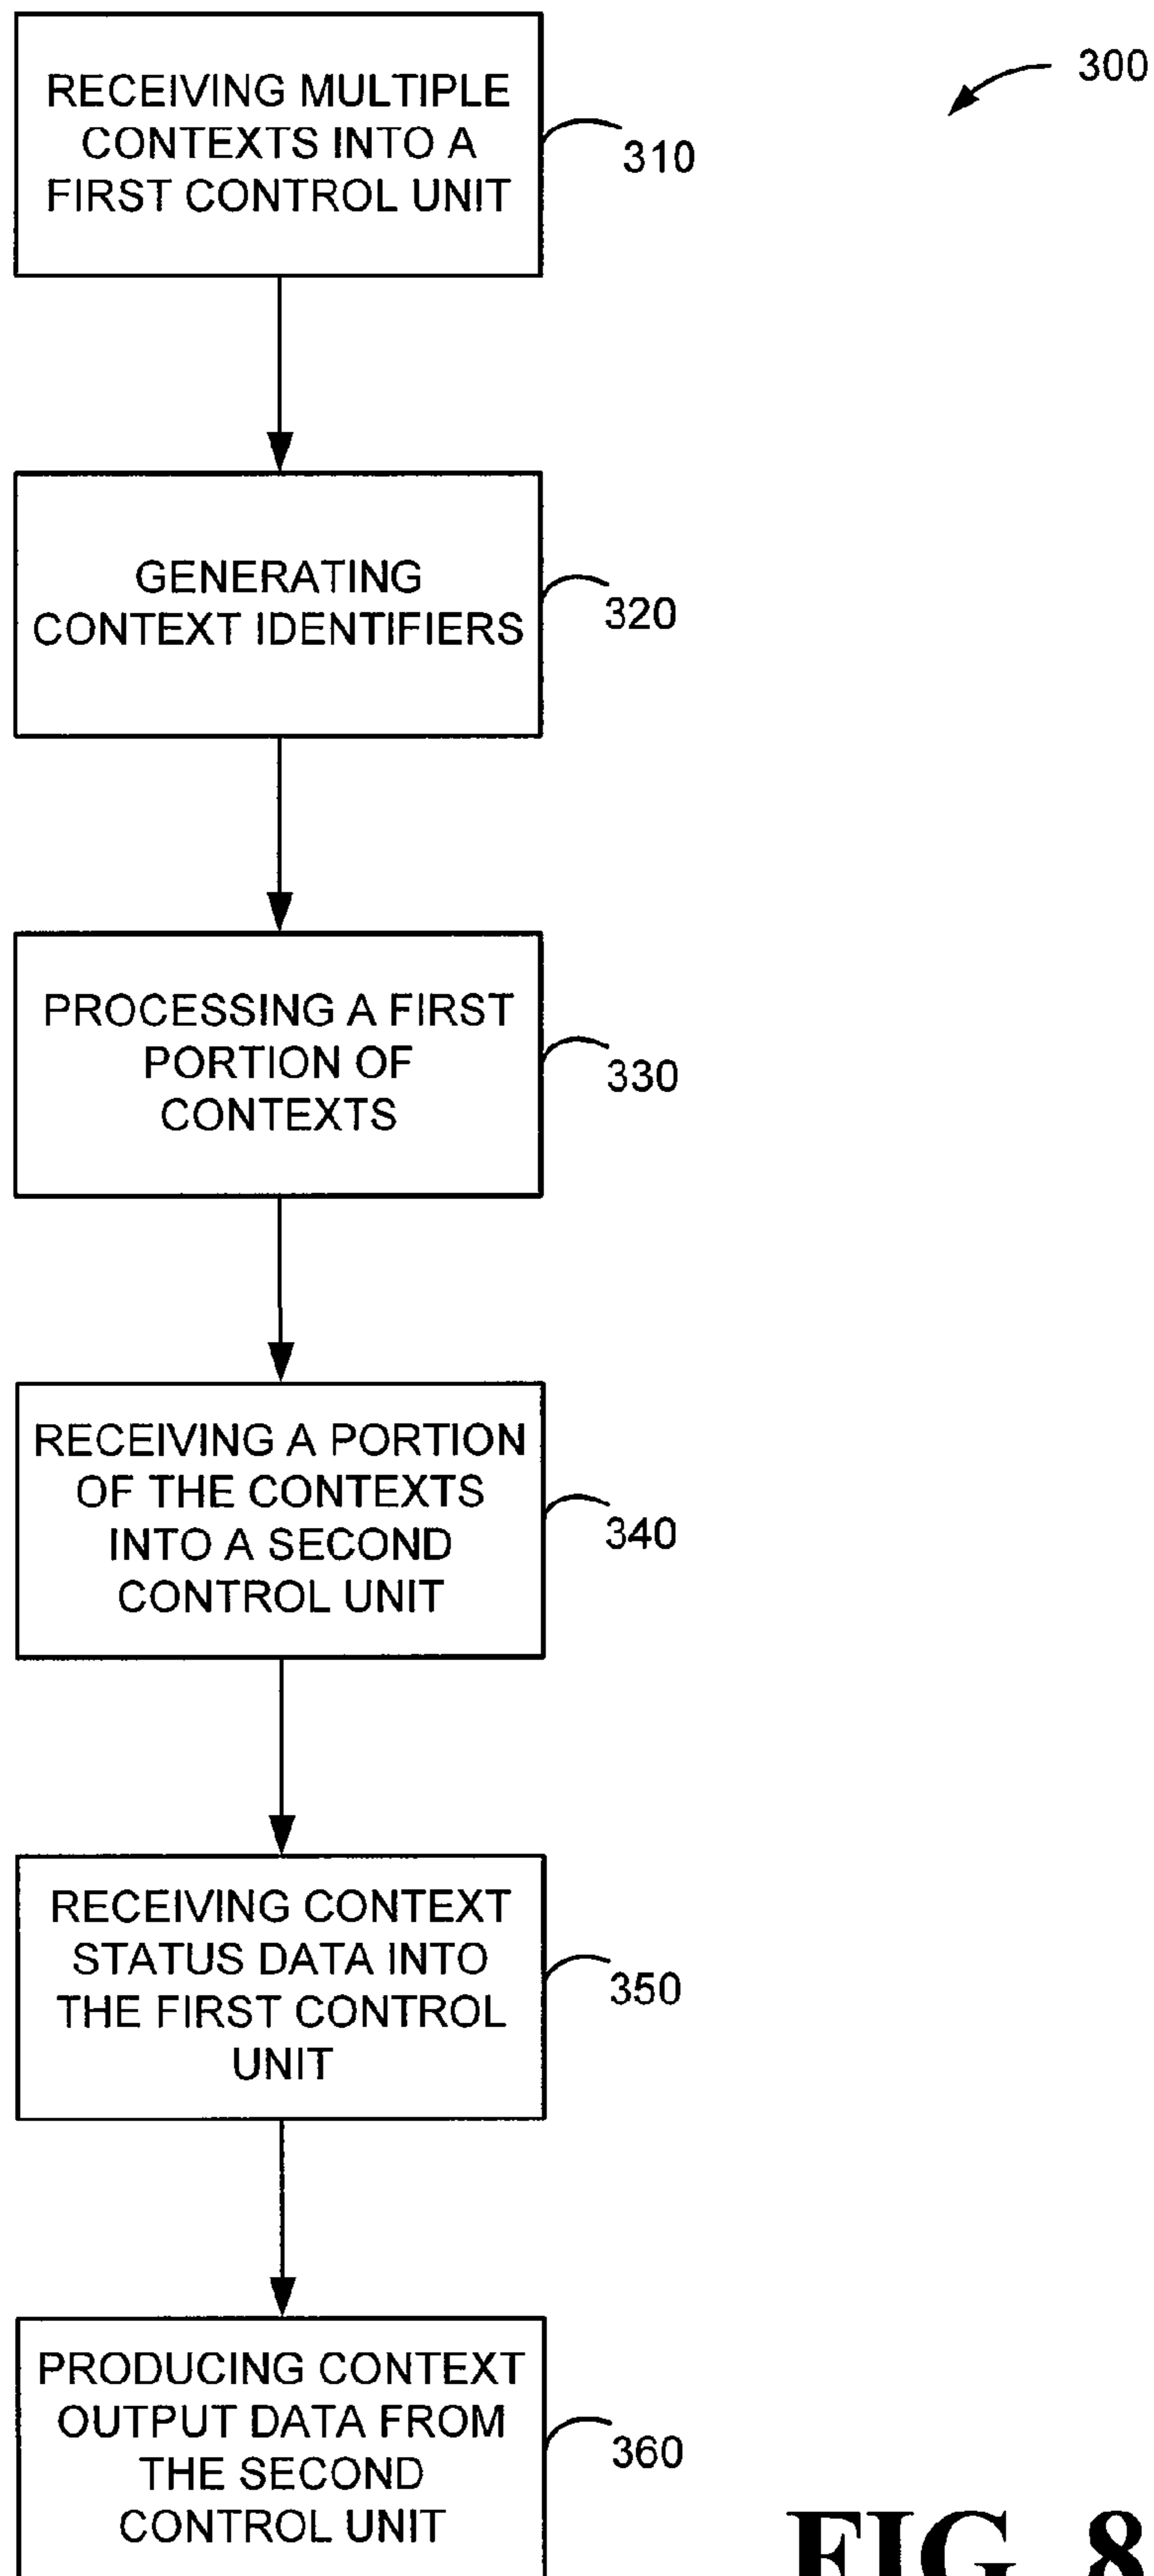 300
RECEIVING MULTIPLE
CONTEXTS INTO A
FIRST CONTROL UNIT
310
GENERATING
CONTEXT IDENTIFIERS
320
PROCESSING A FIRST
PORTION OF
CONTEXTS
330
RECEIVING A PORTION
OF THE CONTEXTS
INTO A SECOND
CONTROL UNIT
340
RECEIVING CONTEXT
STATUS DATA INTO
THE FIRST CONTROL
UNIT
350
PRODUCING CONTEXT
OUTPUT DATA FROM
THE SECOND
CONTROL UNIT
360
FIG. 8